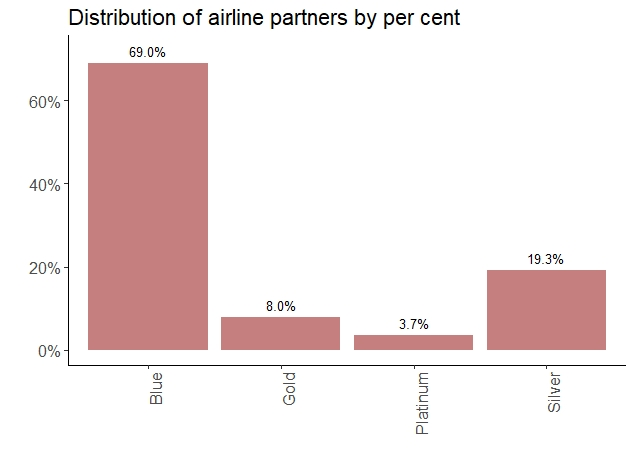 Distribution of airline partners by per cent
69.0%
60%
40%
20%
19.3%
8.0%
3.7%
0%
Blue
Gold
Platinum
Silver